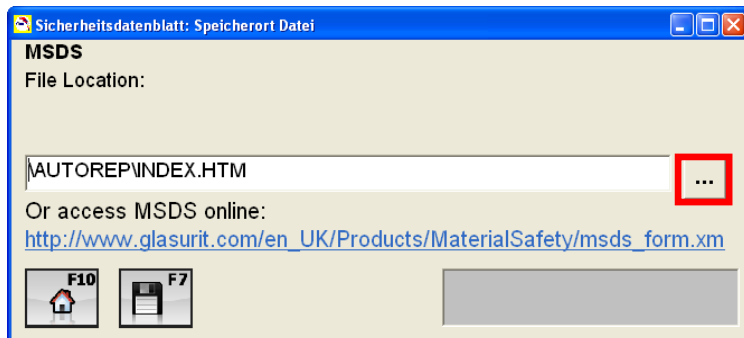 Sicherheitsdatenblatt: Speicherort Datei
MSDS
File Location:
\AUTOREP\INDEX.HTM
...
Or access MSDS online:
http://www.glasurit.com/en_UK/Products/MaterialSafety/msds_form.xm
F10
F7